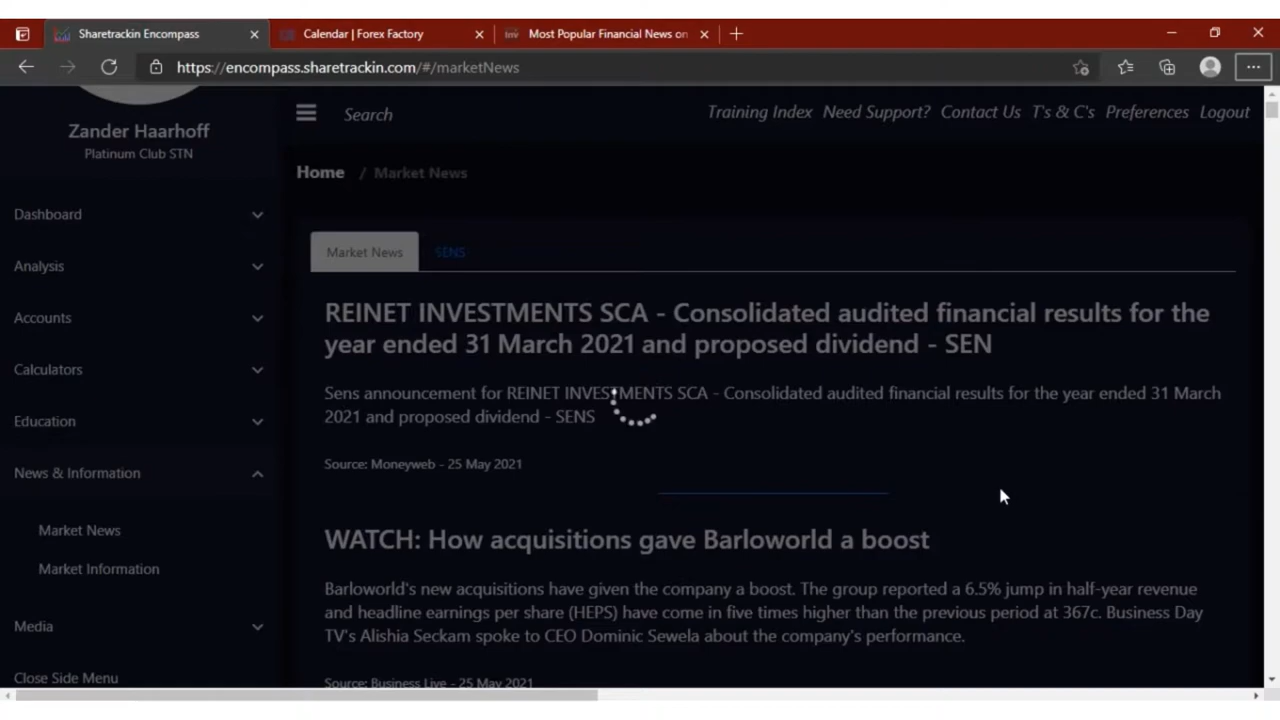 Sharetrackin Encompass
Calendar | Forex Factory
Most Popular Financial News on
https://encompass.sharetrackin.com/#/marketNews
Zander Haarhoff
Platinum Club STN
Search
Training Index Need Support? Contact Us T's & C's Preferences Logout
Home / Market News
Dashboard
Analysis
Accounts
Calculators
Education
News & Information
Market News
Market Information
Media
Close Side Menu
Market News SENS
REINET INVESTMENTS SCA - Consolidated audited financial results for the
year ended 31 March 2021 and proposed dividend - SEN
Sens announcement for REINET INVESTMENTS SCA - Consolidated audited financial results for the year ended 31 March
2021 and proposed dividend - SENS
Source: Moneyweb - 25 May 2021
WATCH: How acquisitions gave Barloworld a boost
Barloworld's new acquisitions have given the company a boost. The group reported a 6.5% jump in half-year revenue
and headline earnings per share (HEPS) have come in five times higher than the previous period at 367c. Business Day
TV's Alishia Seckam spoke to CEO Dominic Sewela about the company's performance.
Source: Business Live - 25 May 2021